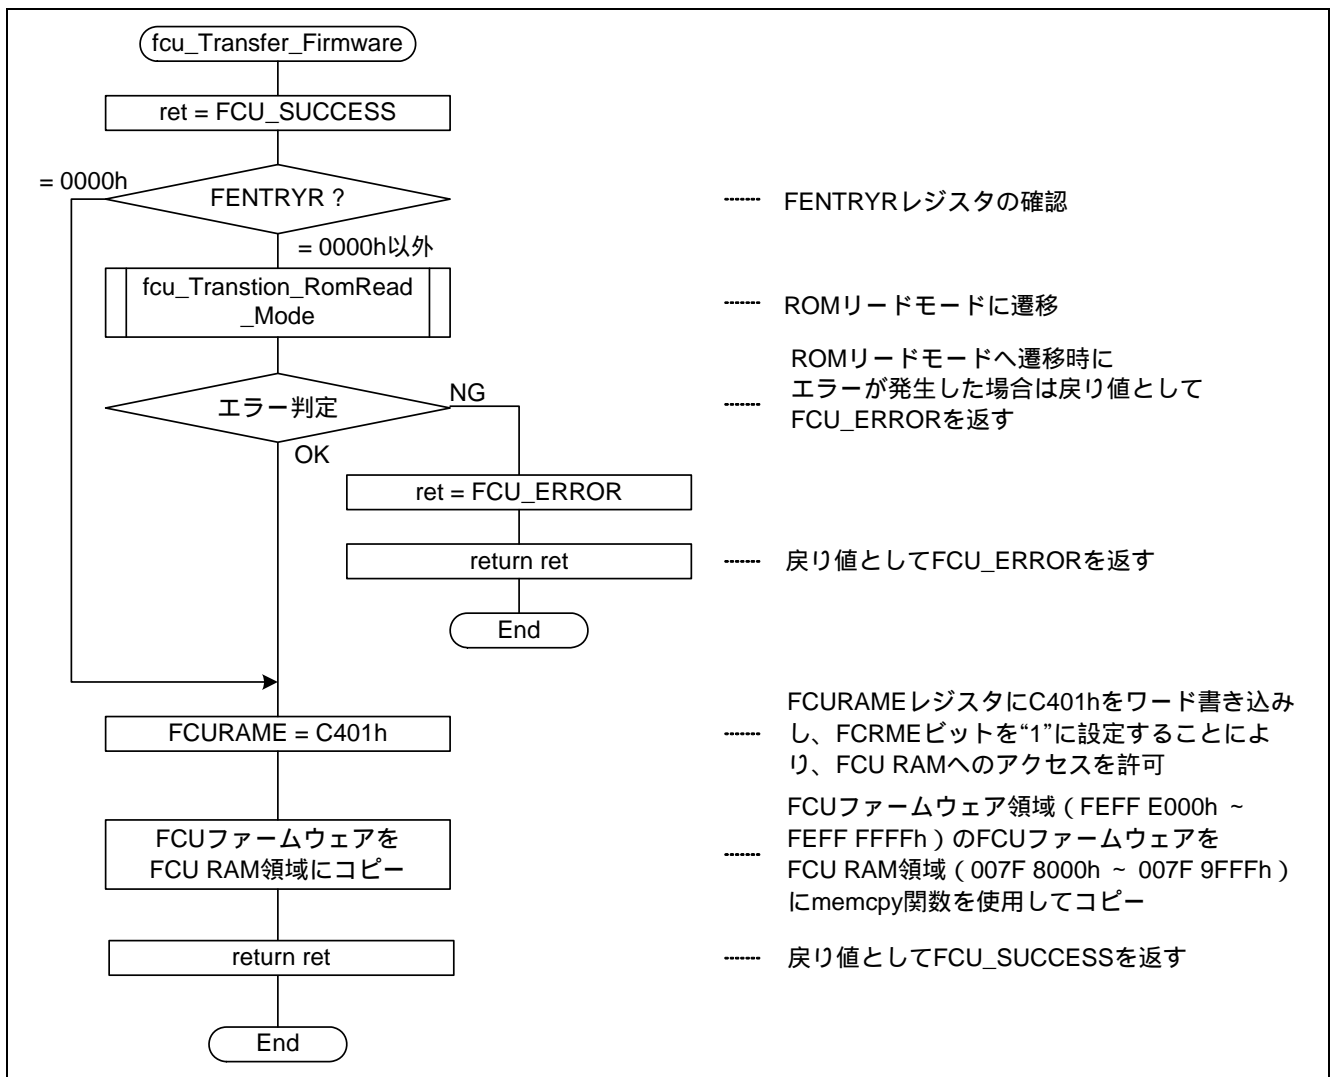 fcu_Transfer_Firmware
ret = FCU_SUCCESS
= 0000h
FENTRYR ?
FENTRYRレジスタの確認
= 0000h以外
fcu_Transtion_RomRead
_Mode
ROMリードモードに遷移
エラー判定
NG
OK
ROMリードモードへ遷移時に
エラーが発生した場合は戻り値として
FCU_ERRORを返す
ret = FCU_ERROR
return ret
戻り値としてFCU_ERRORを返す
End
FCURAME = C401h
FCURAMEレジスタにC401hをワード書き込み
し、FCRMEビットを“1”に設定することによ
り、FCU RAMへのアクセスを許可
FCUファームウェアを
FCU RAM領域にコピー
FCUファームウェア領域（FEFF E000h ~
FEFF FFFFh）のFCUファームウェアを
FCU RAM領域（007F 8000h ~ 007F 9FFFh）
にmemcpy関数を使用してコピー
return ret
戻り値としてFCU_SUCCESSを返す
End